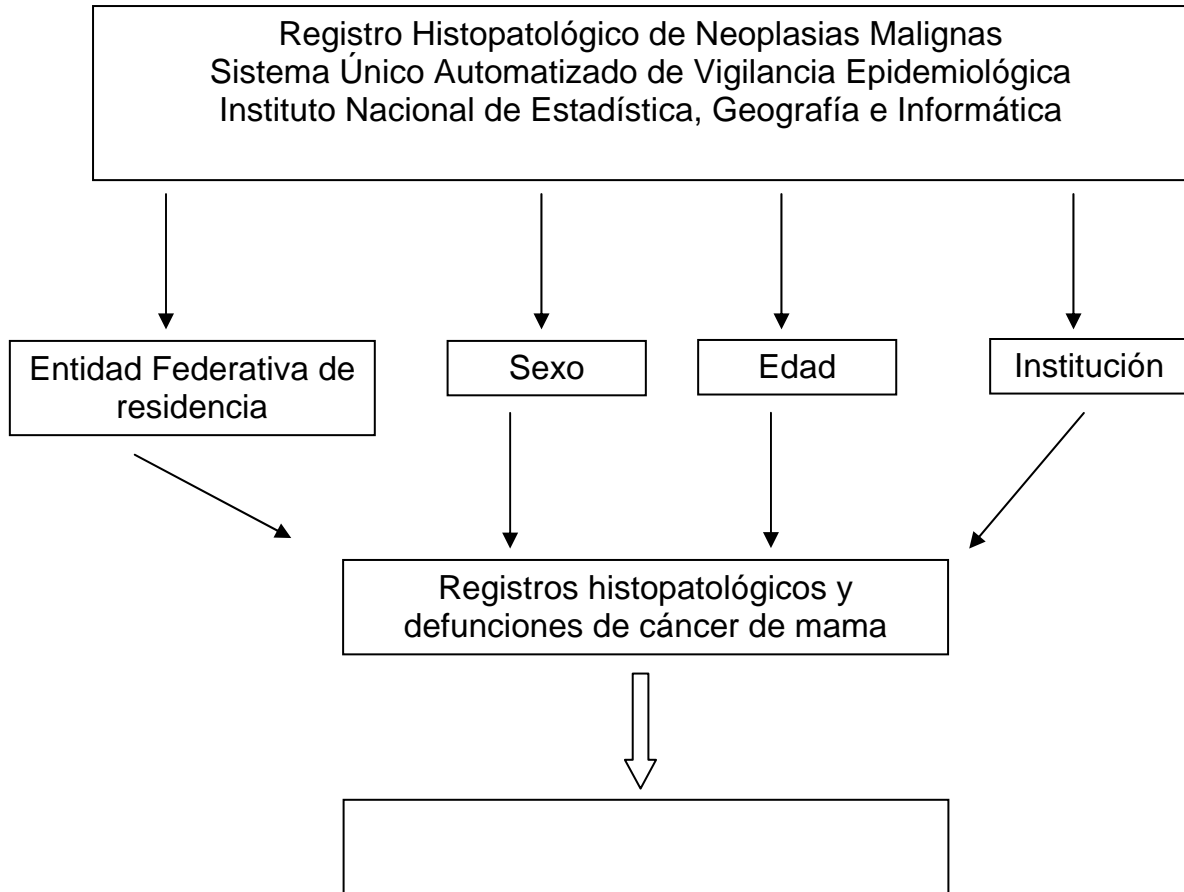 Registro Histopatológico de Neoplasias Malignas
Sistema Único Automatizado de Vigilancia Epidemiológica
Instituto Nacional de Estadística, Geografía e Informática
Entidad Federativa de
residencia
Sexo
Edad
Institución
Registros histopatológicos y
defunciones de cáncer de mama